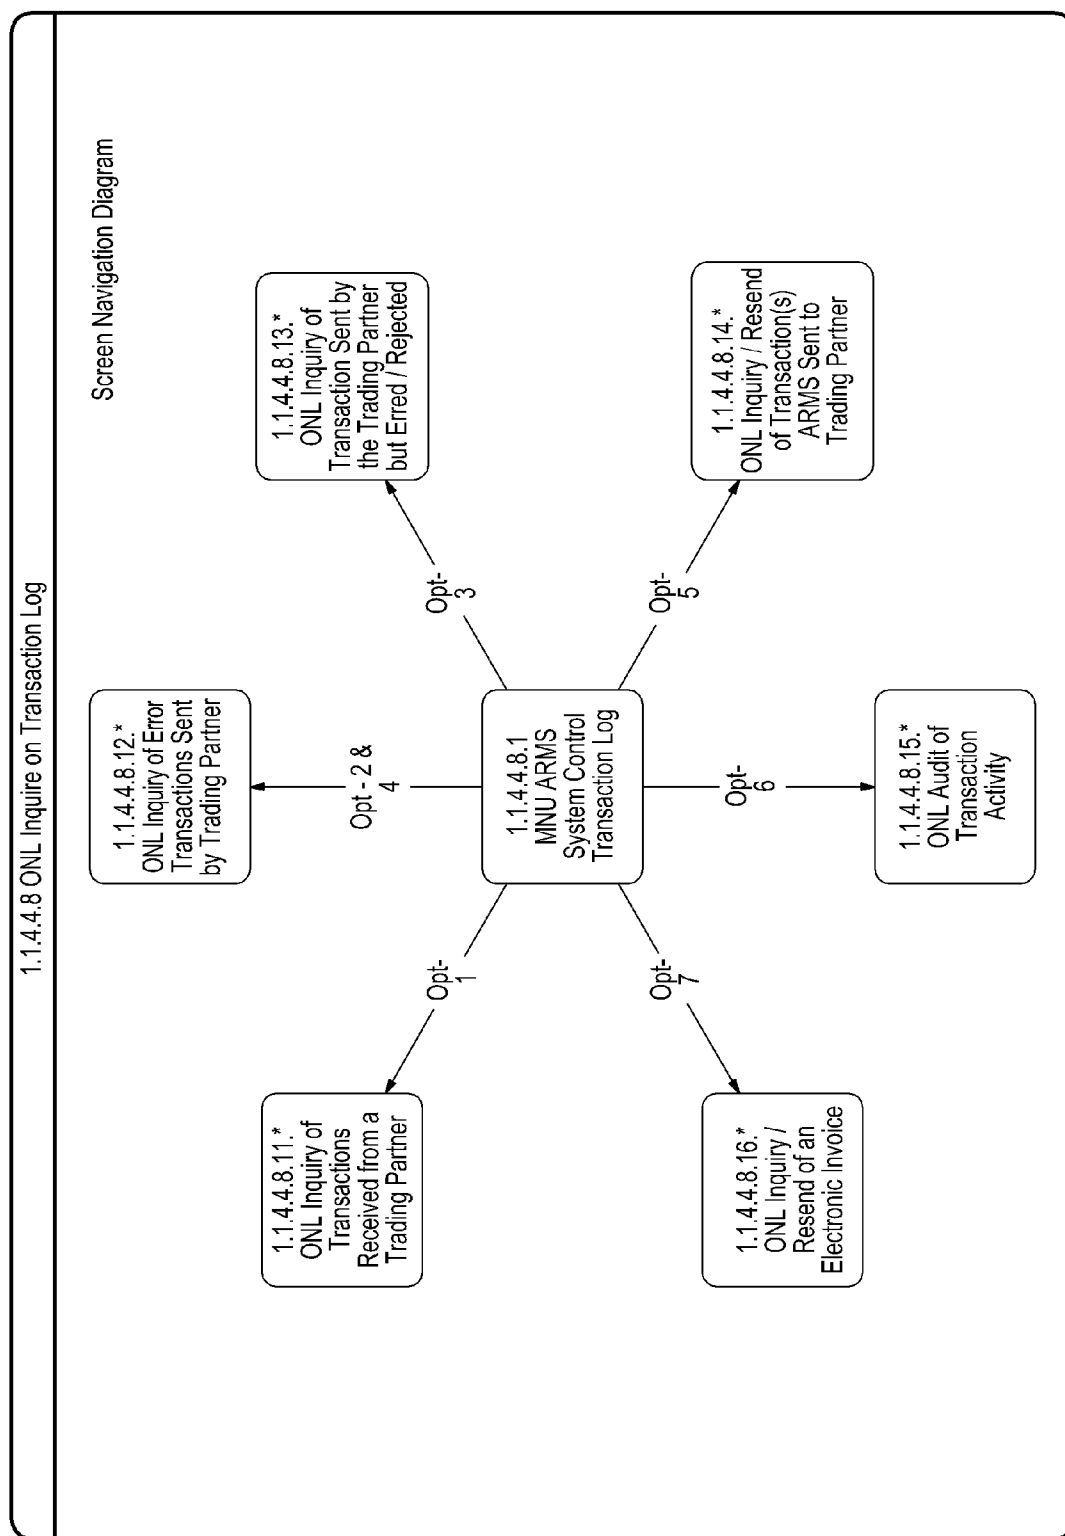 1.1.4.4.8 ONL Inquire on Transaction Log
Screen Navigation Diagram
1.1.4.4.8.11.*
ONL Inquiry of
Transactions
Received from a
Trading Partner
1.1.4.4.8.12.*
ONL Inquiry of Error
Transactions Sent
by Trading Partner
1.1.4.4.8.13.*
ONL Inquiry of
Transaction Sent by
the Trading Partner
but Erred / Rejected
Opt-
1
Opt - 2 &
4
Opt-
3
1.1.4.4.8.1
MNU ARMS
System Control
Transaction Log
Opt-
7
Opt-
6
Opt-
5
1.1.4.4.8.16.*
ONL Inquiry /
Resend of an
Electronic Invoice
1.1.4.4.8.15.*
ONL Audit of
Transaction
Activity
1.1.4.4.8.14.*
ONL Inquiry / Resend
of Transaction(s)
ARMS Sent to
Trading Partner